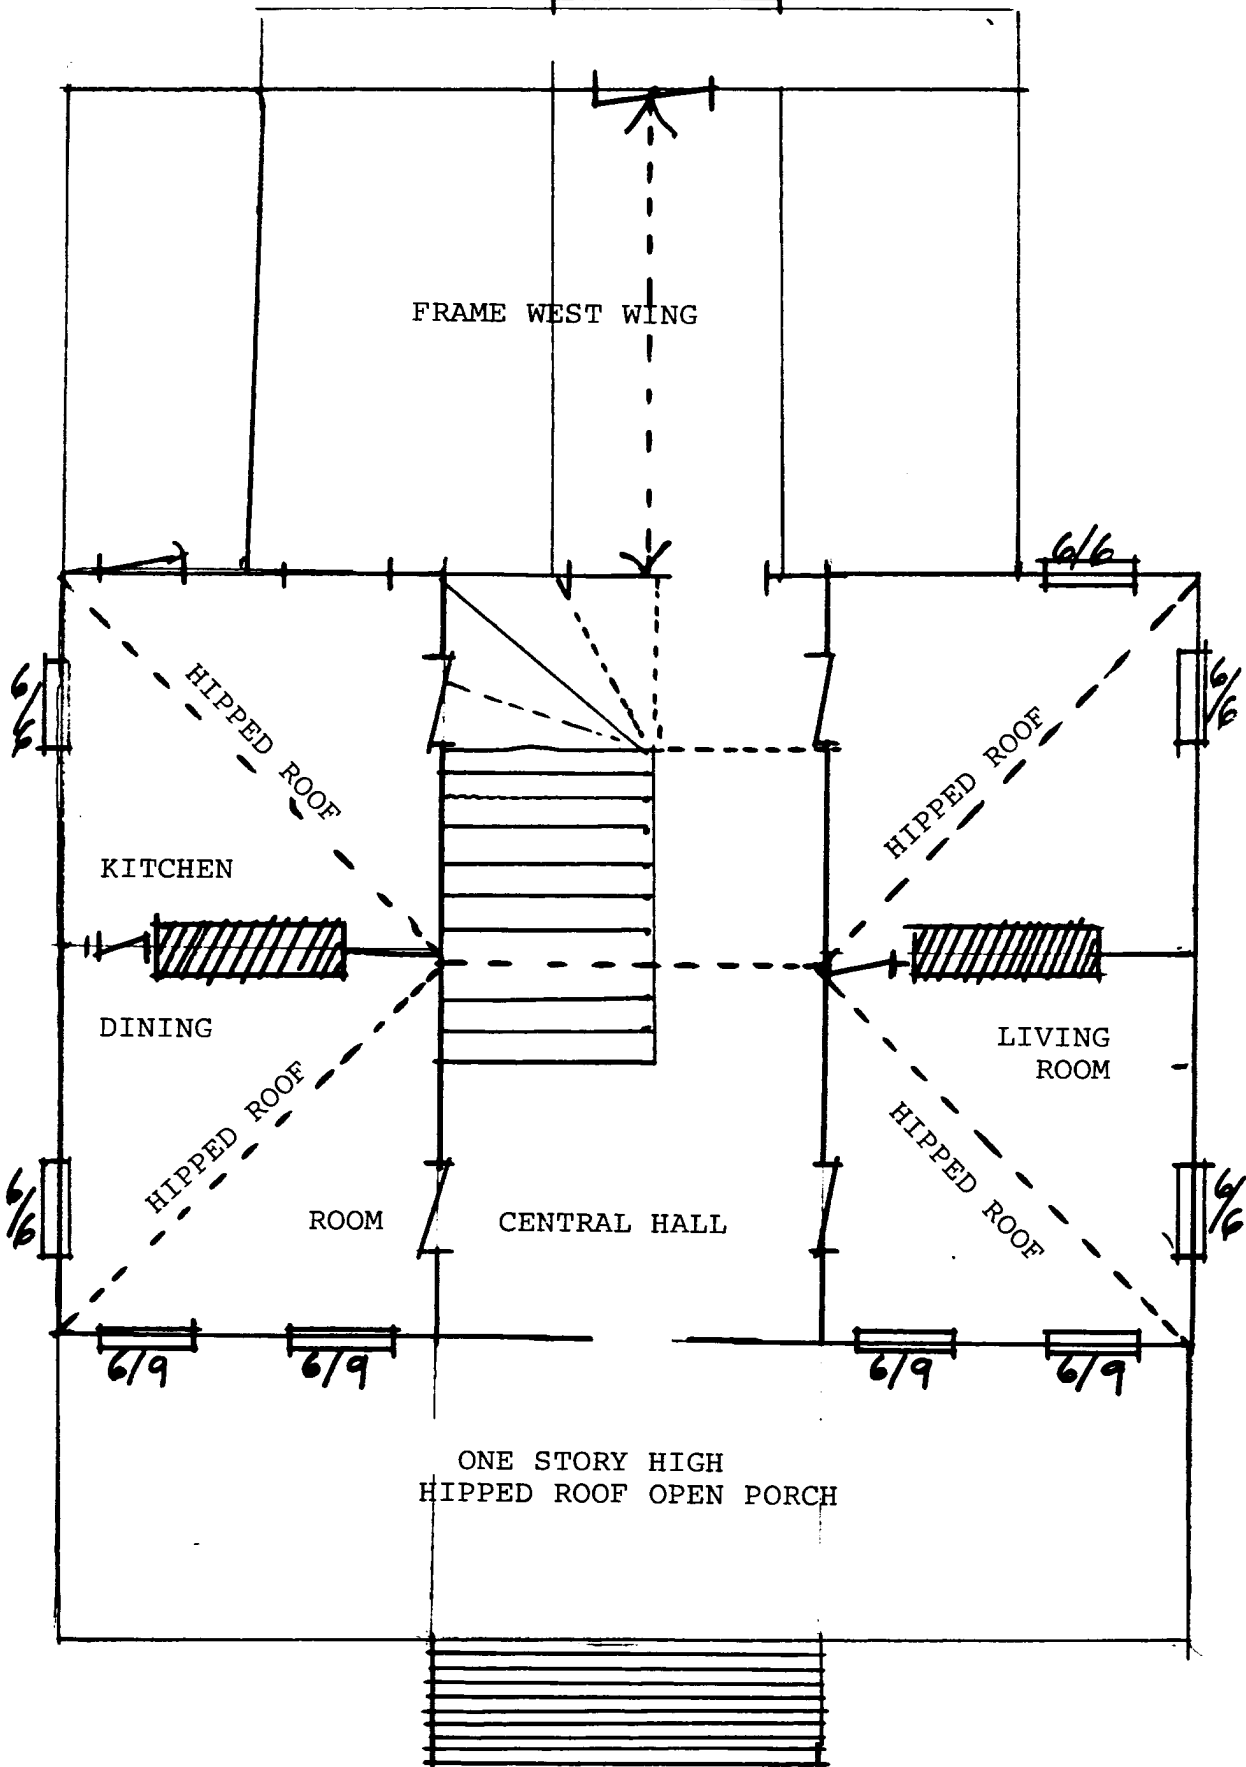 FRAME WEST WING
6/6
6/6
HIPPED ROOF
HIPPED ROOF
6/6
KITCHEN
DINING
LIVING
ROOM
HIPPED ROOF
HIPPED ROOF
6/6
ROOM
CENTRAL HALL
6/6
6/9
6/9
6/9
6/9
ONE STORY HIGH
HIPPED ROOF OPEN PORCH